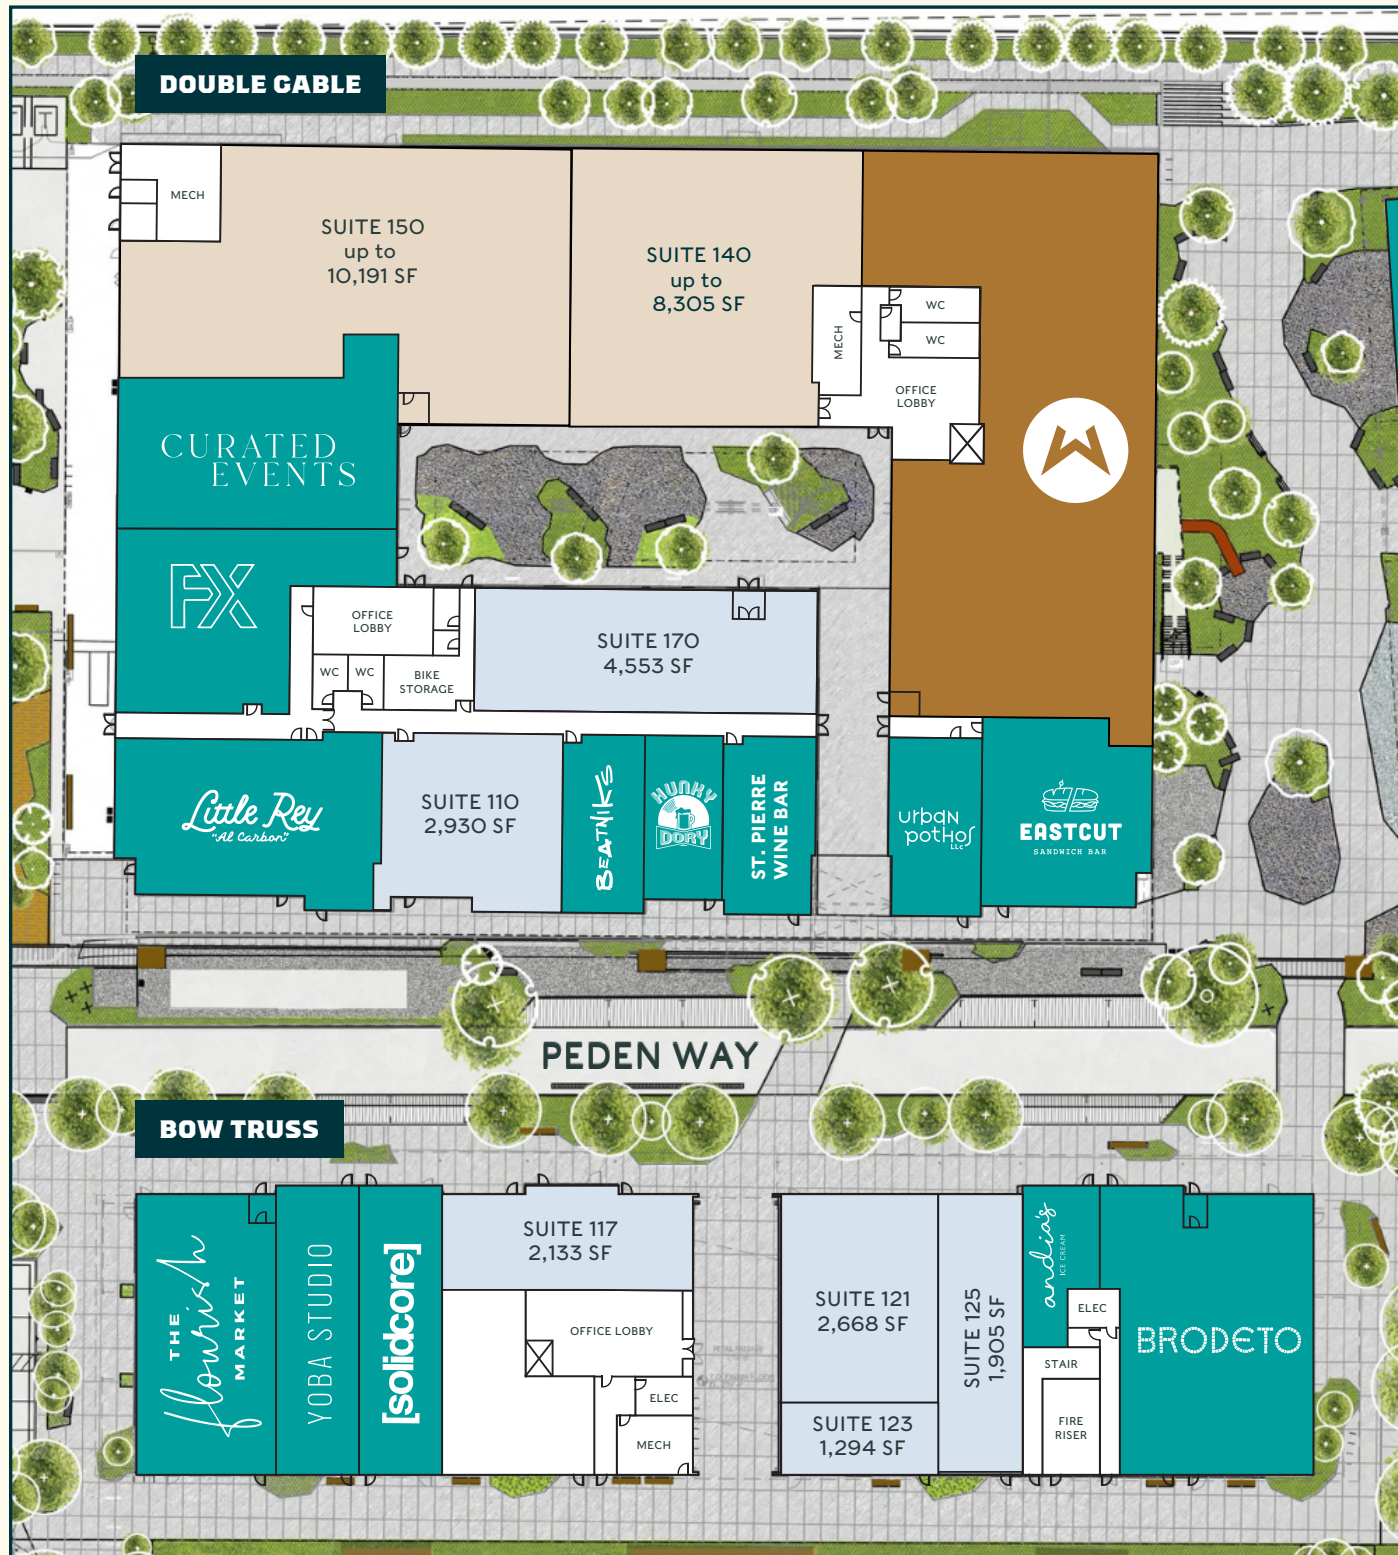 DOUBLE GABLE
MECH
SUITE 150
up to
10,191 SF
SUITE 140
up to
8,305 SF
MECH
WC
WC
OFFICE
LOBBY
CURATED
EVENTS
FX
OFFICE
LOBBY
WC
WC
BIKE
STORAGE
SUITE 170
4,553 SF
Little Rey
"Al Carbon"
SUITE 110
2,930 SF
BEATNIKS
HUNKY
DORY
ST. PIERRE
WINE BAR
urban
pothos
LLC
EASTCUT
SANDWICH BAR
PEDEN WAY
BOW TRUSS
THE
flourish
MARKET
YOBA STUDIO
[solidcore]
SUITE 117
2,133 SF
OFFICE LOBBY
ELEC
MECH
SUITE 121
2,668 SF
SUITE 123
1,294 SF
SUITE 125
1,905 SF
andia's
ICE CREAM
ELEC
STAIR
FIRE
RISER
BRODETO